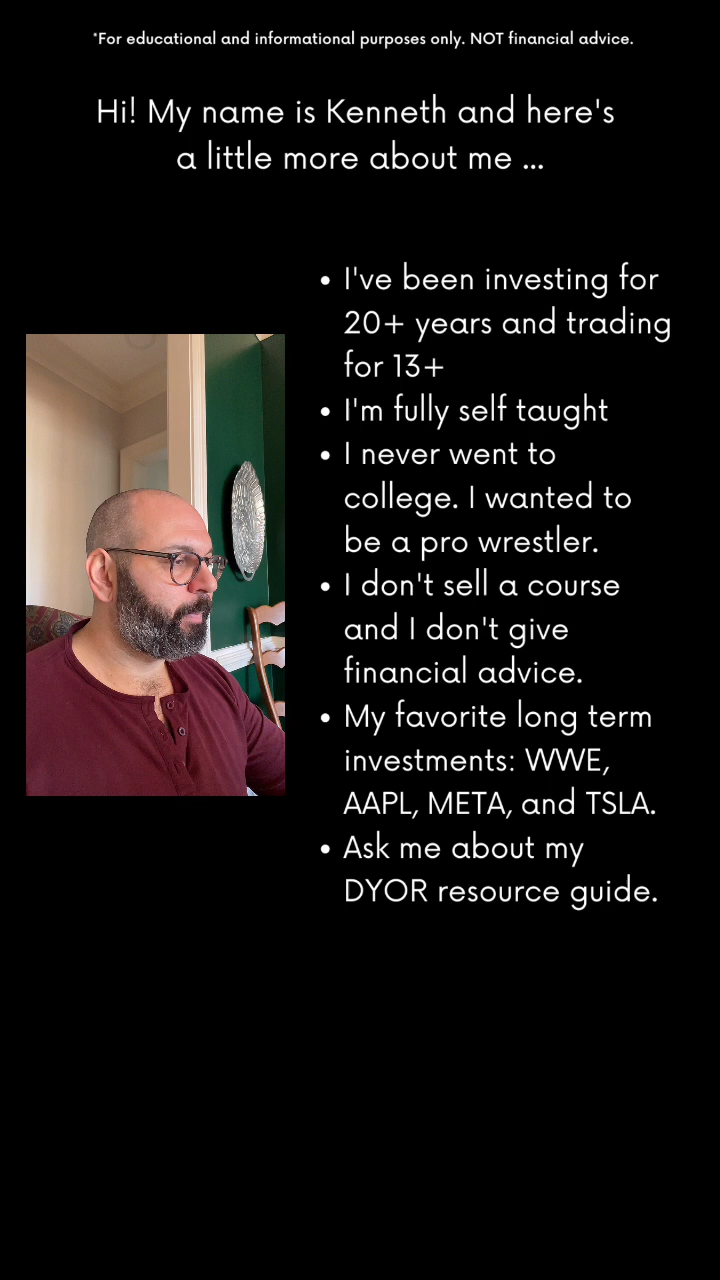 *For educational and informational purposes only. NOT financial advice.
Hi! My name is Kenneth and here's
a little more about me ...
• I've been investing for
20+ years and trading
for 13+
• I'm fully self taught
• I never went to
college. I wanted to
be a pro wrestler.
• I don't sell a course
and I don't give
financial advice.
• My favorite long term
investments: WWE,
AAPL, META, and TSLA.
• Ask me about my
DYOR resource guide.